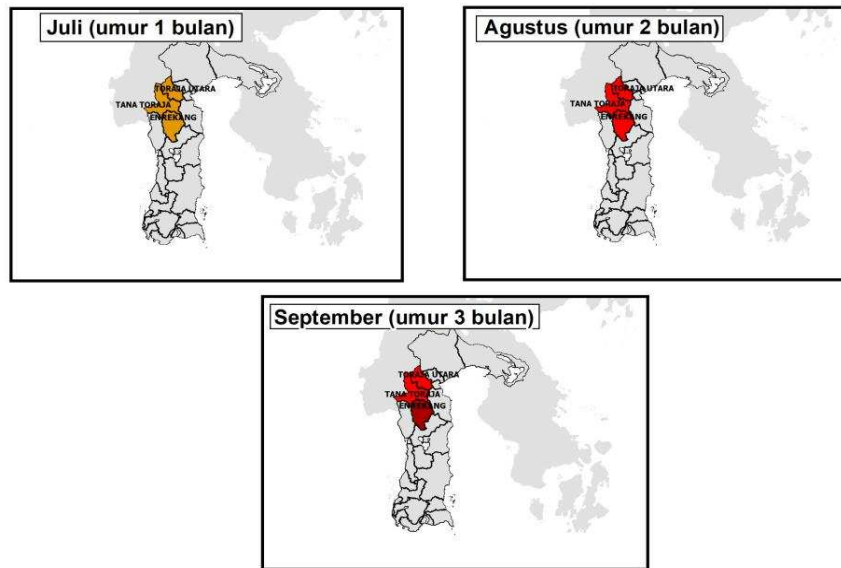 Juli (umur 1 bulan)
TORAJA UTARA
TANA TORAJA
ENREKANG
Agustus (umur 2 bulan)
TORAJA UTARA
TANA TORAJA
ENREKANG
September (umur 3 bulan)
TORAJA UTARA
TANA TORAJA
ENREKANG